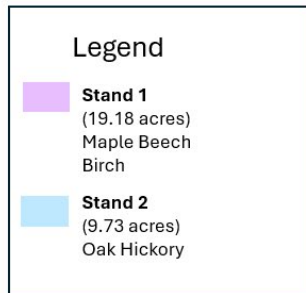 Legend
Stand 1
(19.18 acres)
Maple Beech
Birch
Stand 2
(9.73 acres)
Oak Hickory